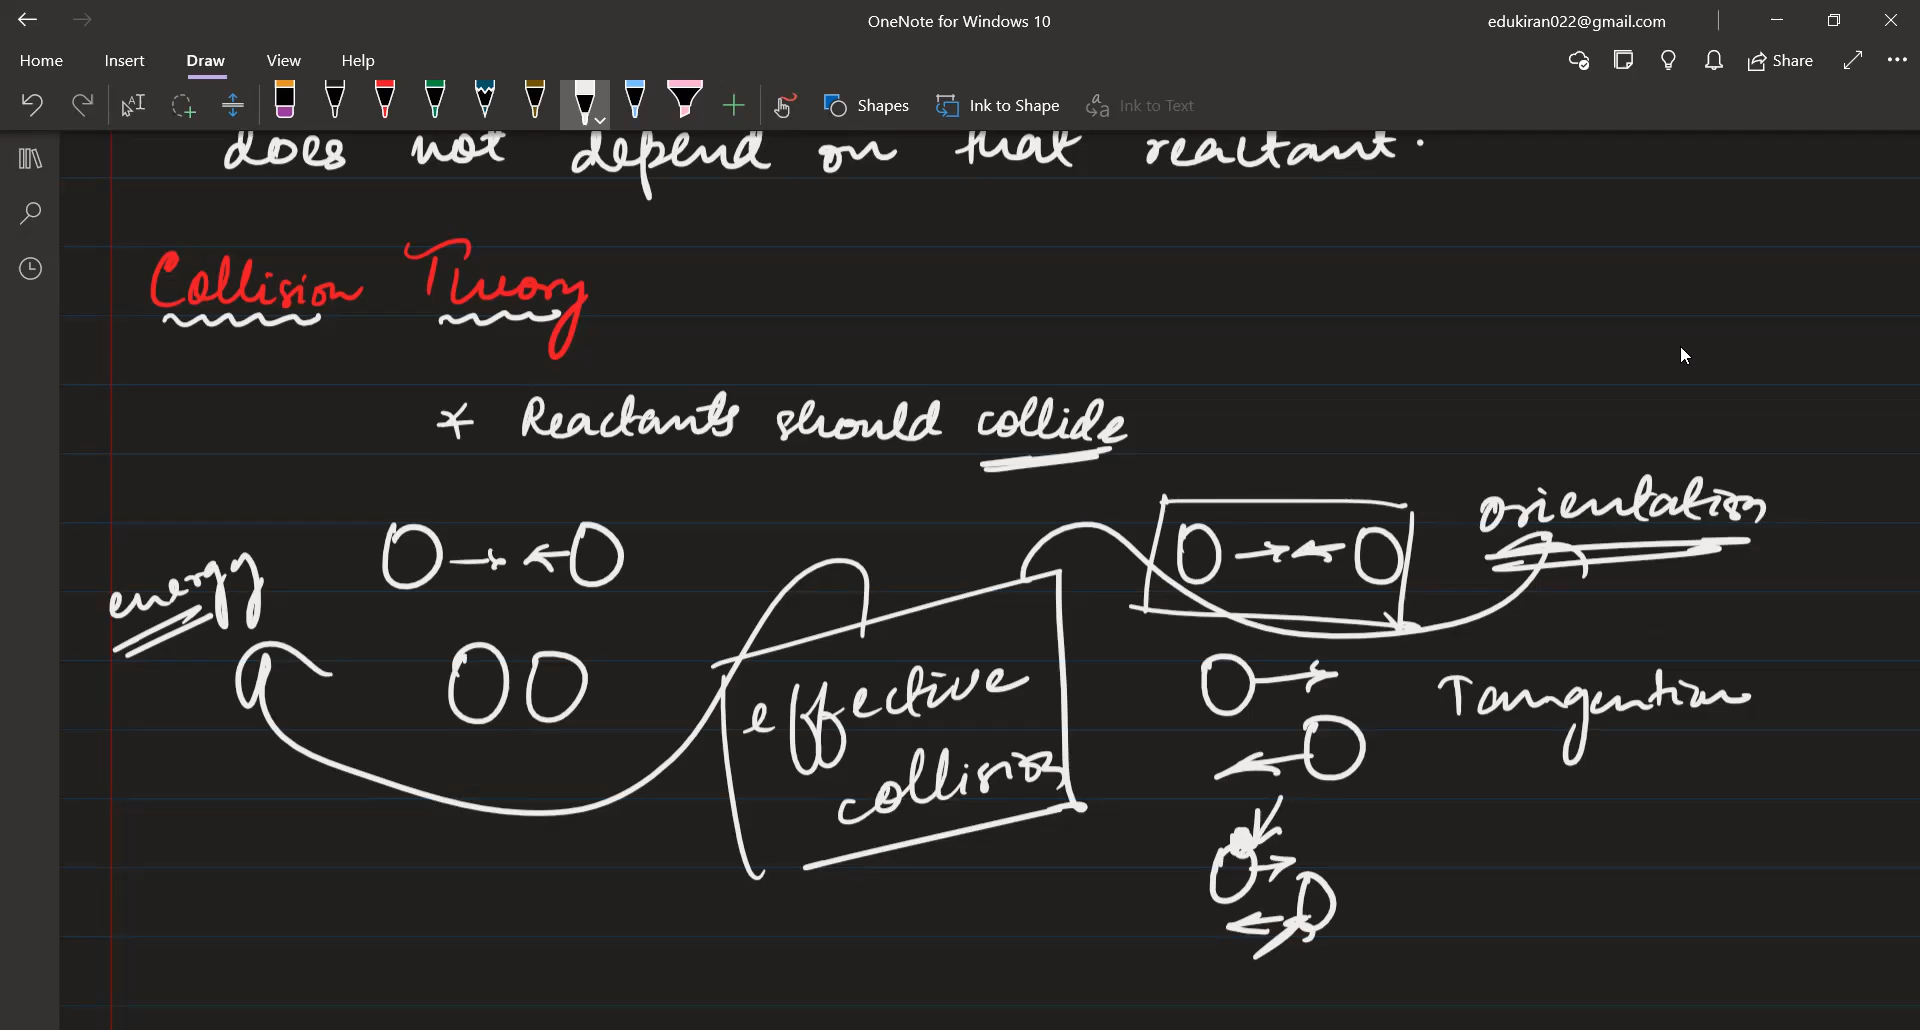 OneNote for Windows 10
edukiran022@gmail.com
Home Insert Draw View Help
Share
Shapes Ink to Shape Ink to Text
does not depend on that reactant.
Collision Theory
* Reactants should collide
orientation
energy
effective
collision
Tangention